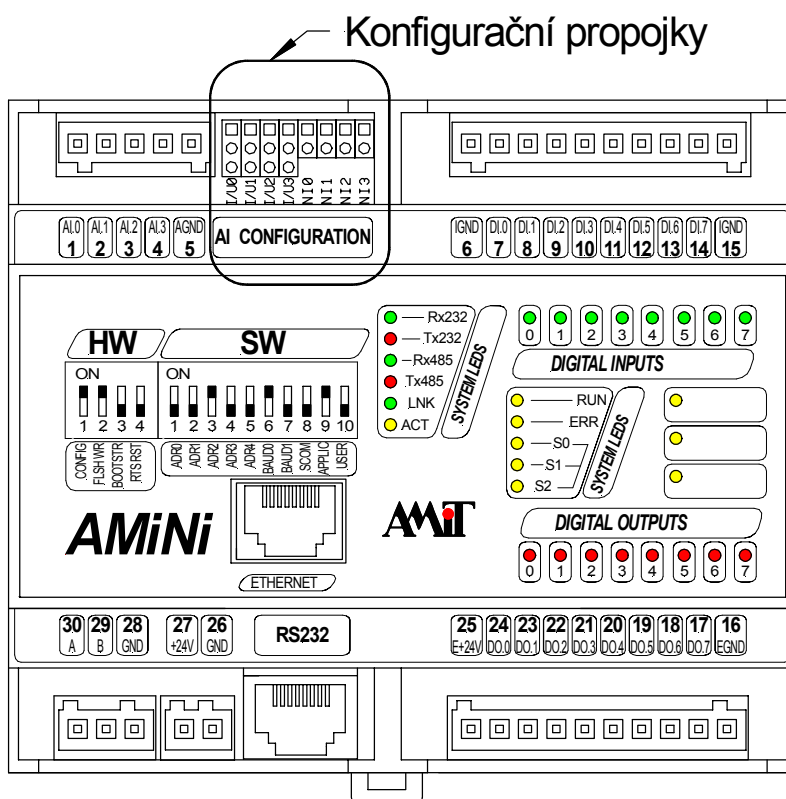 Konfigurační propojky
I/U0 I/U1 I/U2 I/U3 NI0 NI1 NI2 NI3
AI.0 AI.1 AI.2 AI.3 AGND
1 2 3 4 5
AI CONFIGURATION
IGND DI.0 DI.1 DI.2 DI.3 DI.4 DI.5 DI.6 DI.7 IGND
6 7 8 9 10 11 12 13 14 15
HW
SW
ON
1 2 3 4
CONFIG FLSH WR BOOTSTR RTS RST
ON
1 2 3 4 5 6 7 8 9 10
ADR0 ADR1 ADR2 ADR3 ADR4 BAUD0 BAUD1 SCOM APPLIC USER
Rx232
Tx232
Rx485
Tx485
LNK
ACT
SYSTEM LEDS
0 1 2 3 4 5 6 7
DIGITAL INPUTS
RUN
ERR
S0
S1
S2
SYSTEM LEDS
AMiNi
ETHERNET
AMiT
DIGITAL OUTPUTS
0 1 2 3 4 5 6 7
30 29 28 27 26
A B GND +24V GND
RS232
25 24 23 22 21 20 19 18 17 16
E+24V DO.0 DO.1 DO.2 DO.3 DO.4 DO.5 DO.6 DO.7 EGND